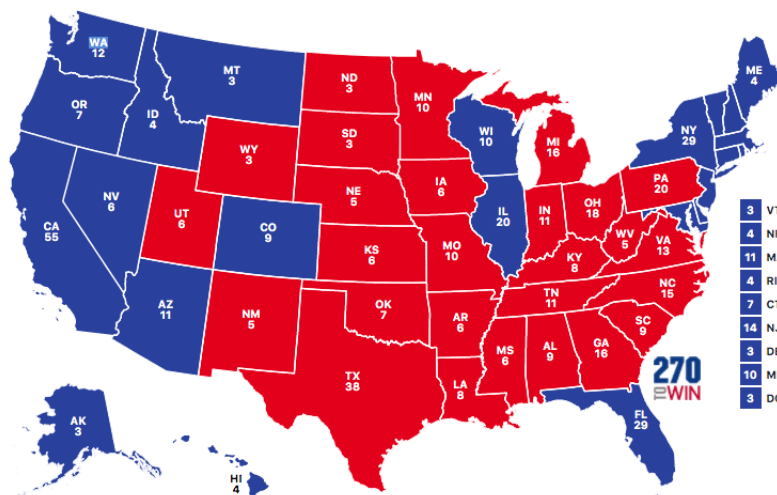 WA
12
MT
3
ND
3
MN
10
ME
4
OR
7
ID
4
SD
3
WI
10
NY
29
MI
16
WY
3
IA
6
PA
20
NE
5
NV
6
UT
6
CO
9
IL
20
IN
11
OH
18
CA
55
KS
6
MO
10
WV
5
VA
13
KY
8
AZ
11
NM
5
OK
7
AR
6
TN
11
NC
15
SC
9
MS
6
AL
9
GA
16
TX
38
LA
8
270
TO
WIN
FL
29
AK
3
HI
4
3 VT
4
11
4 RI
7 CT
14 NJ
3
10
3